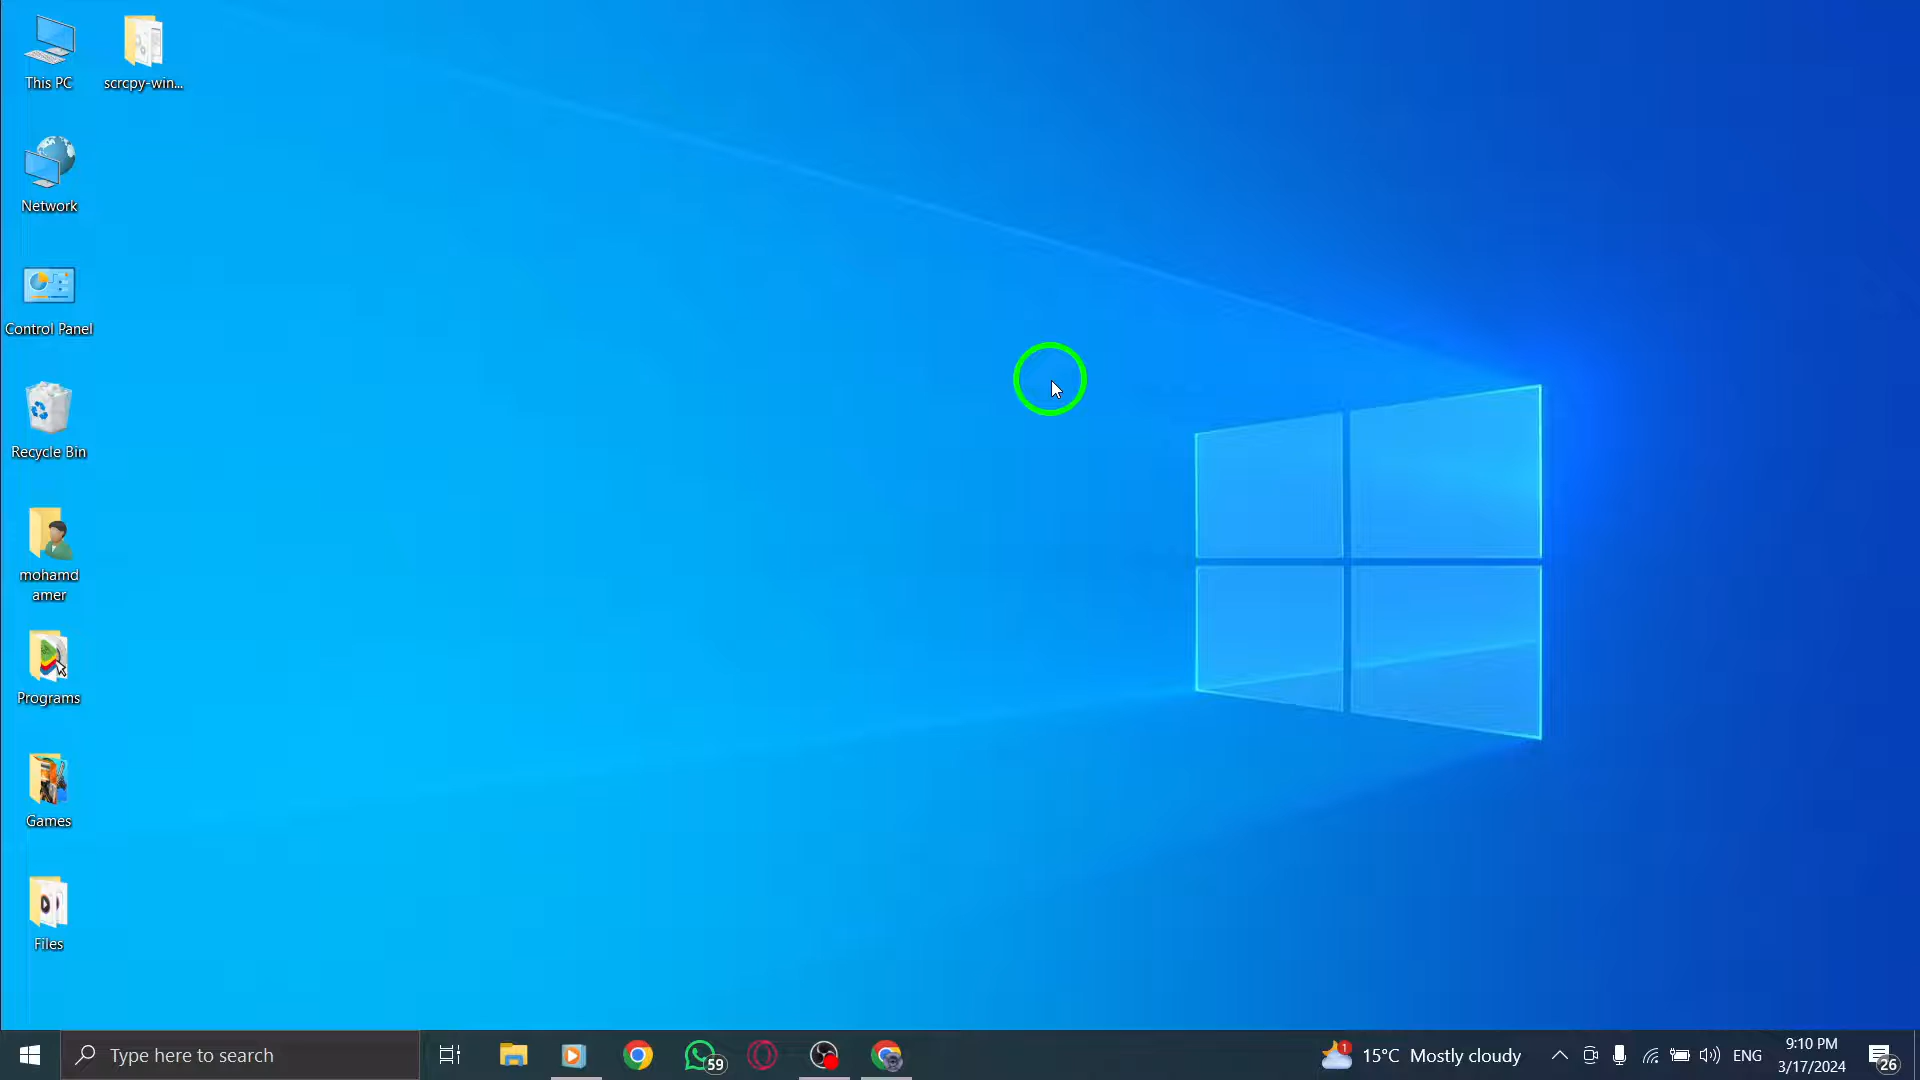 This PC
scrcpy-win...
Network
Control Panel
Recycle Bin
mohamd
amer
Programs
Games
Files
Type here to search
59
1
15°C Mostly cloudy
ENG
9:10 PM
3/17/2024
26